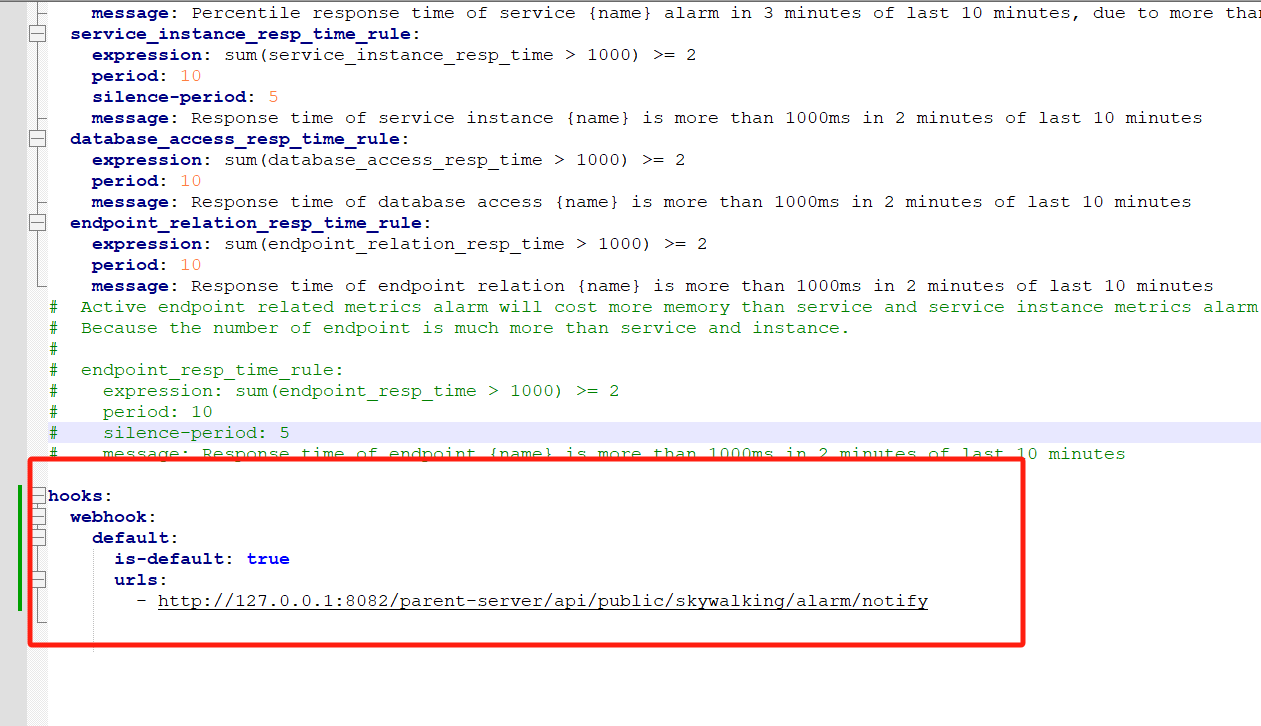 message: Percentile response time of service {name} alarm in 3 minutes of last 10 minutes, due to more than
service_instance_resp_time_rule:
expression: sum(service_instance_resp_time > 1000) >= 2
period: 10
silence-period: 5
message: Response time of service instance {name} is more than 1000ms in 2 minutes of last 10 minutes
database_access_resp_time_rule:
expression: sum(database_access_resp_time > 1000) >= 2
period: 10
message: Response time of database access {name} is more than 1000ms in 2 minutes of last 10 minutes
endpoint_relation_resp_time_rule:
expression: sum(endpoint_relation_resp_time > 1000) >= 2
period: 10
message: Response time of endpoint relation {name} is more than 1000ms in 2 minutes of last 10 minutes
#  Active endpoint related metrics alarm will cost more memory than service and service instance metrics alarm
#  Because the number of endpoint is much more than service and instance.
#
#  endpoint_resp_time_rule:
#    expression: sum(endpoint_resp_time > 1000) >= 2
#    period: 10
#    silence-period: 5
#    message: Response time of endpoint {name} is more than 1000ms in 2 minutes of last 10 minutes
hooks:
webhook:
default:
is-default: true
urls:
- http://127.0.0.1:8082/parent-server/api/public/skywalking/alarm/notify